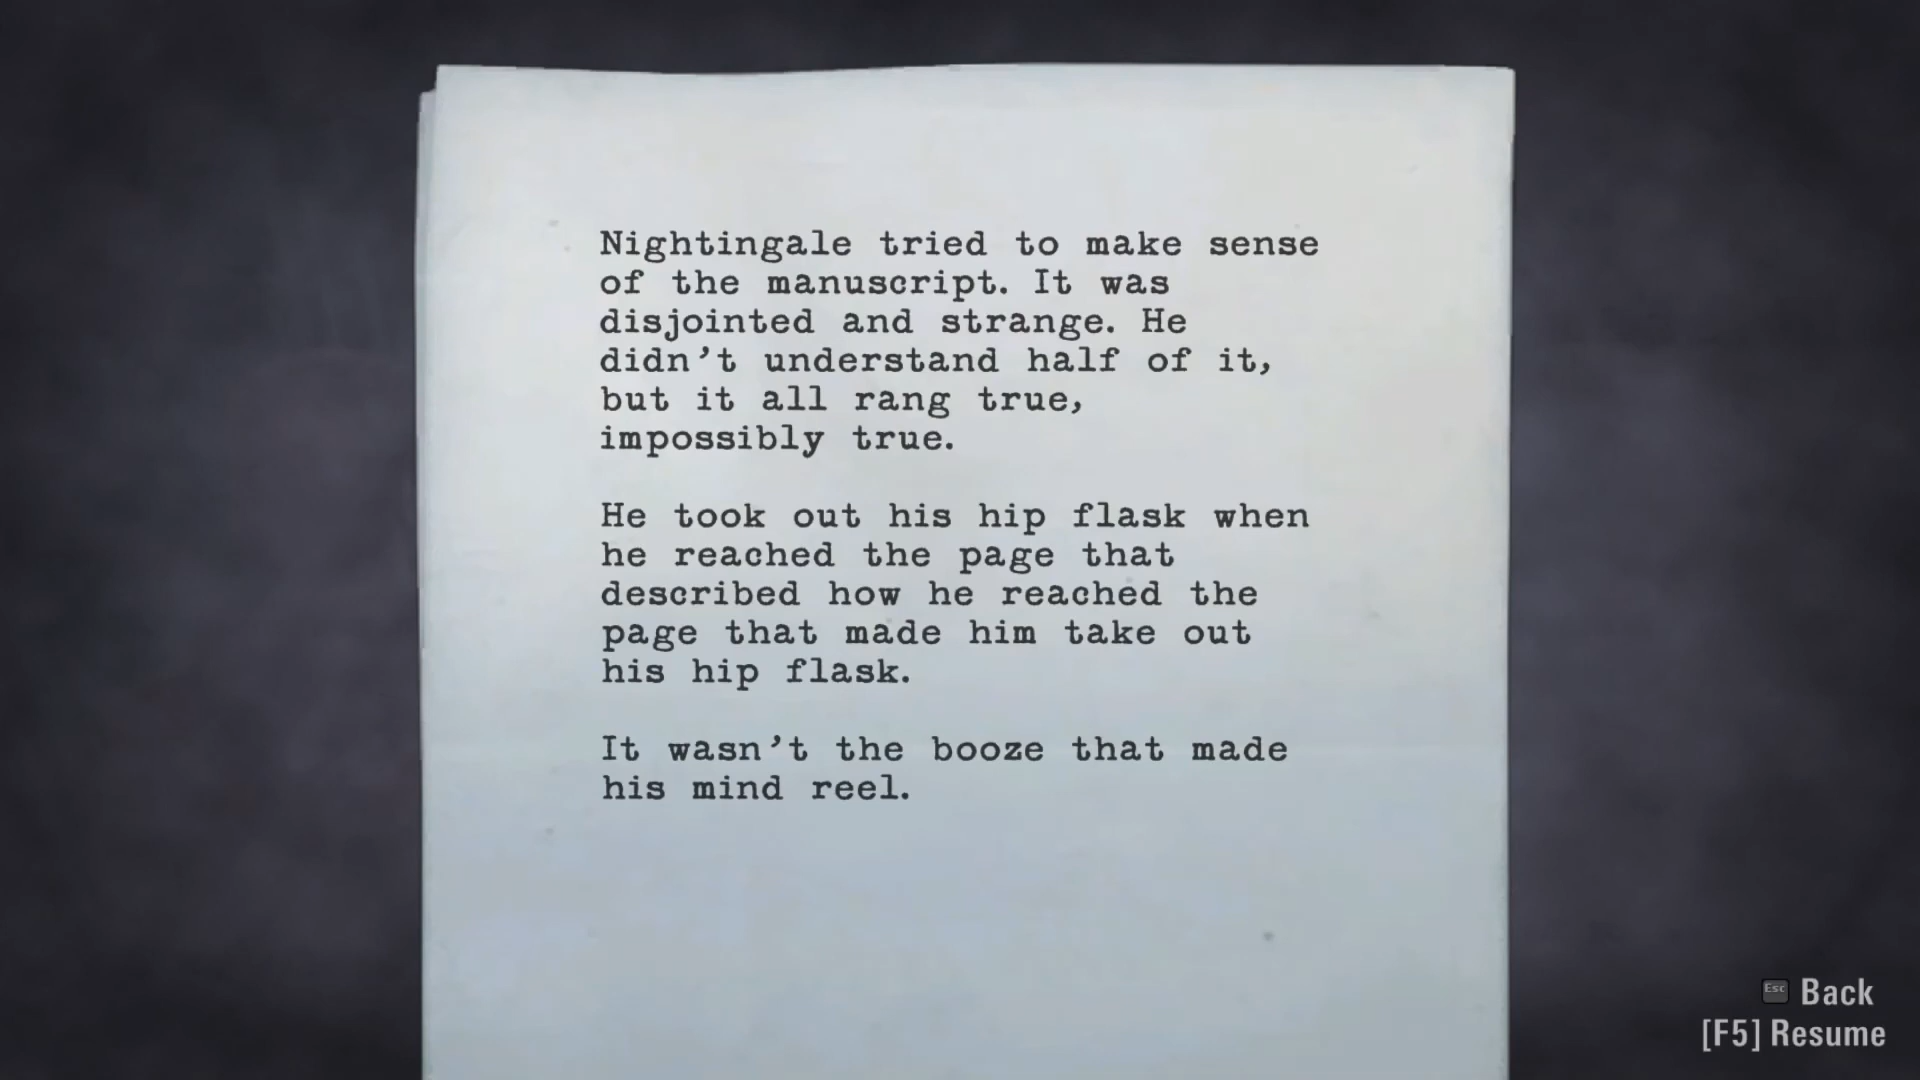 Nightingale tried to make sense
of the manuscript. It was
disjointed and strange. He
didn't understand half of it,
but it all rang true,
impossibly true.
He took out his hip flask when
he reached the page that
described how he reached the
page that made him take out
his hip flask.
It wasn't the booze that made
his mind reel.
Esc Back
[F5] Resume